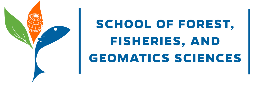 SCHOOL OF FOREST,
FISHERIES, AND
GEOMATICS SCIENCES